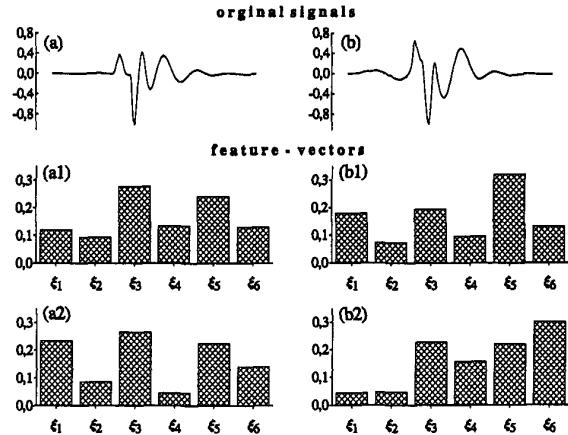 orginal signals
0,8 (a) 0,8 (b)
0,4 0,4
0,0 0,0
-0,4 -0,4
-0,8 -0,8
feature - vectors
(a1) (b1)
0,3 0,3
0,2 0,2
0,1 0,1
0,0 0,0
ξ1 ξ2 ξ3 ξ4 ξ5 ξ6 ξ1 ξ2 ξ3 ξ4 ξ5 ξ6
(a2) (b2)
0,3 0,3
0,2 0,2
0,1 0,1
0,0 0,0
ξ1 ξ2 ξ3 ξ4 ξ5 ξ6 ξ1 ξ2 ξ3 ξ4 ξ5 ξ6